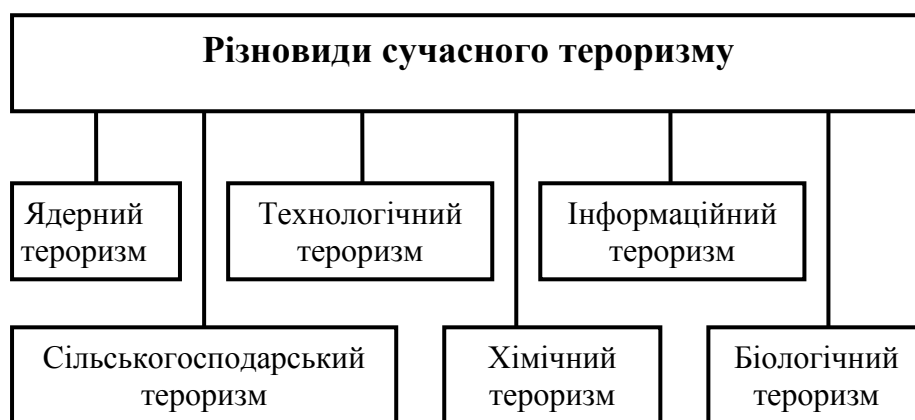 Різновиди сучасного тероризму
Ядерний
тероризм
Технологічний
тероризм
Інформаційний
тероризм
Сільськогосподарський
тероризм
Хімічний
тероризм
Біологічний
тероризм